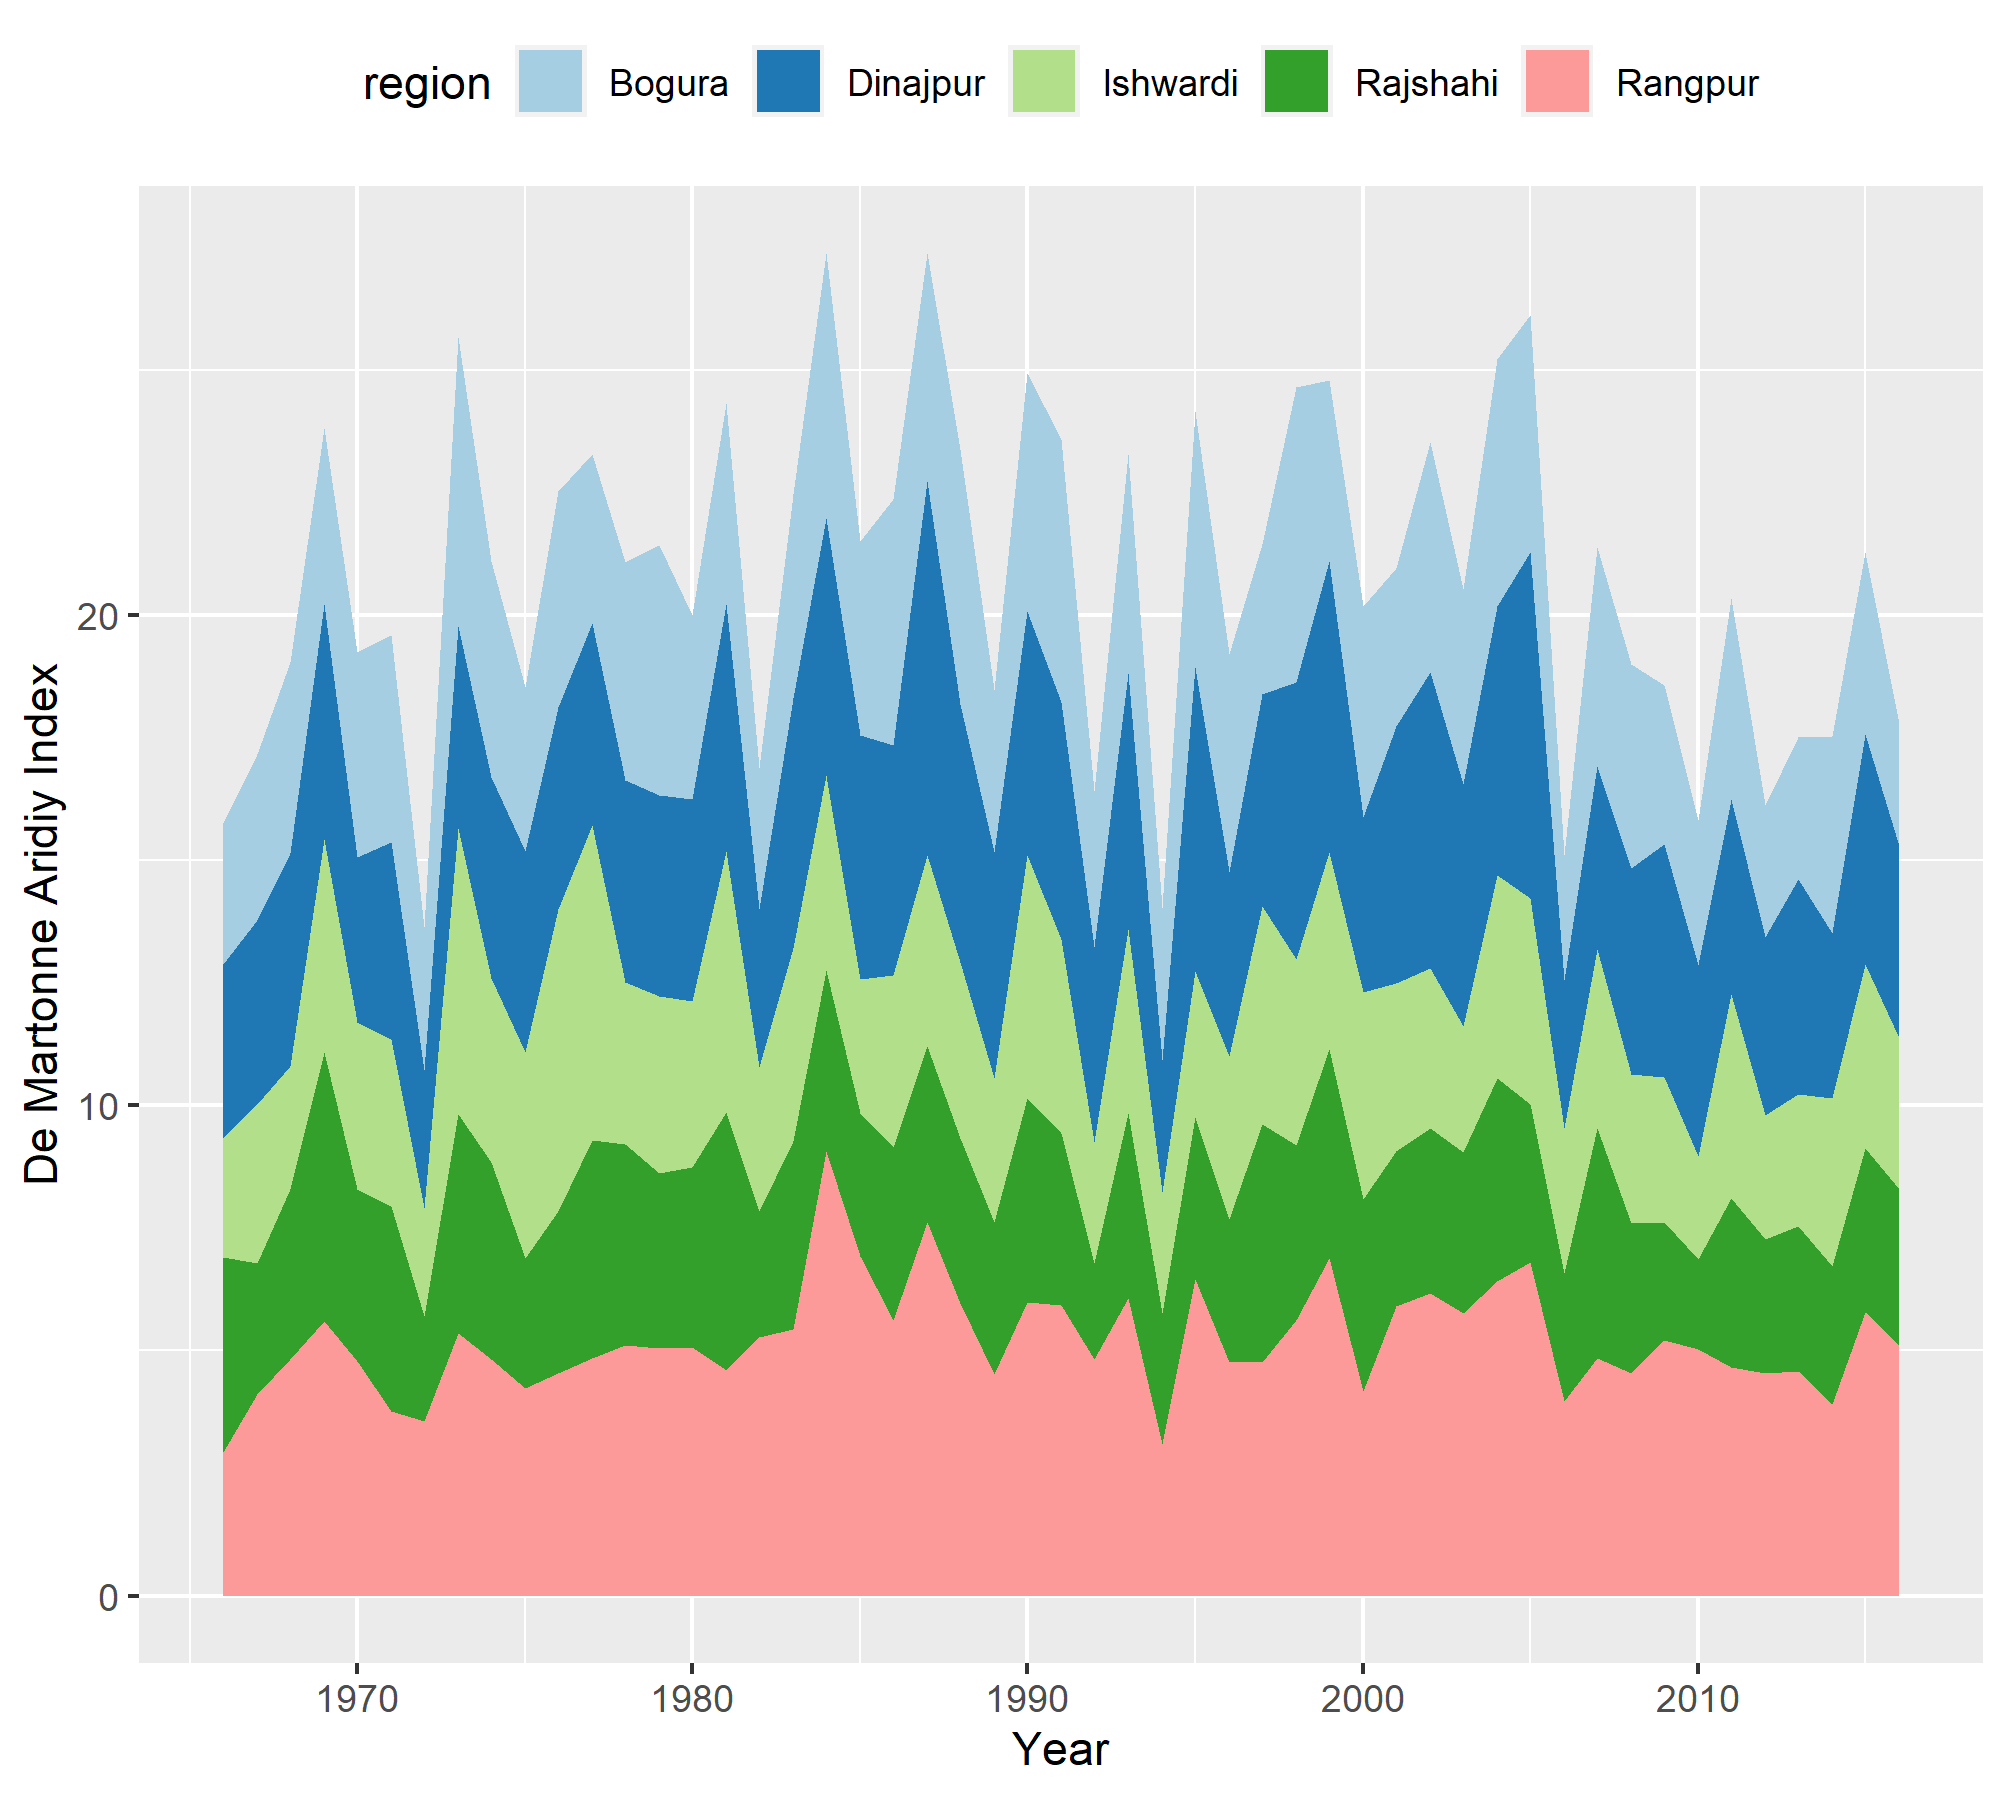 region Bogura Dinajpur Ishwardi Rajshahi Rangpur
De Martonne Aridiy Index
20
10
0
1970 1980 1990 2000 2010
Year